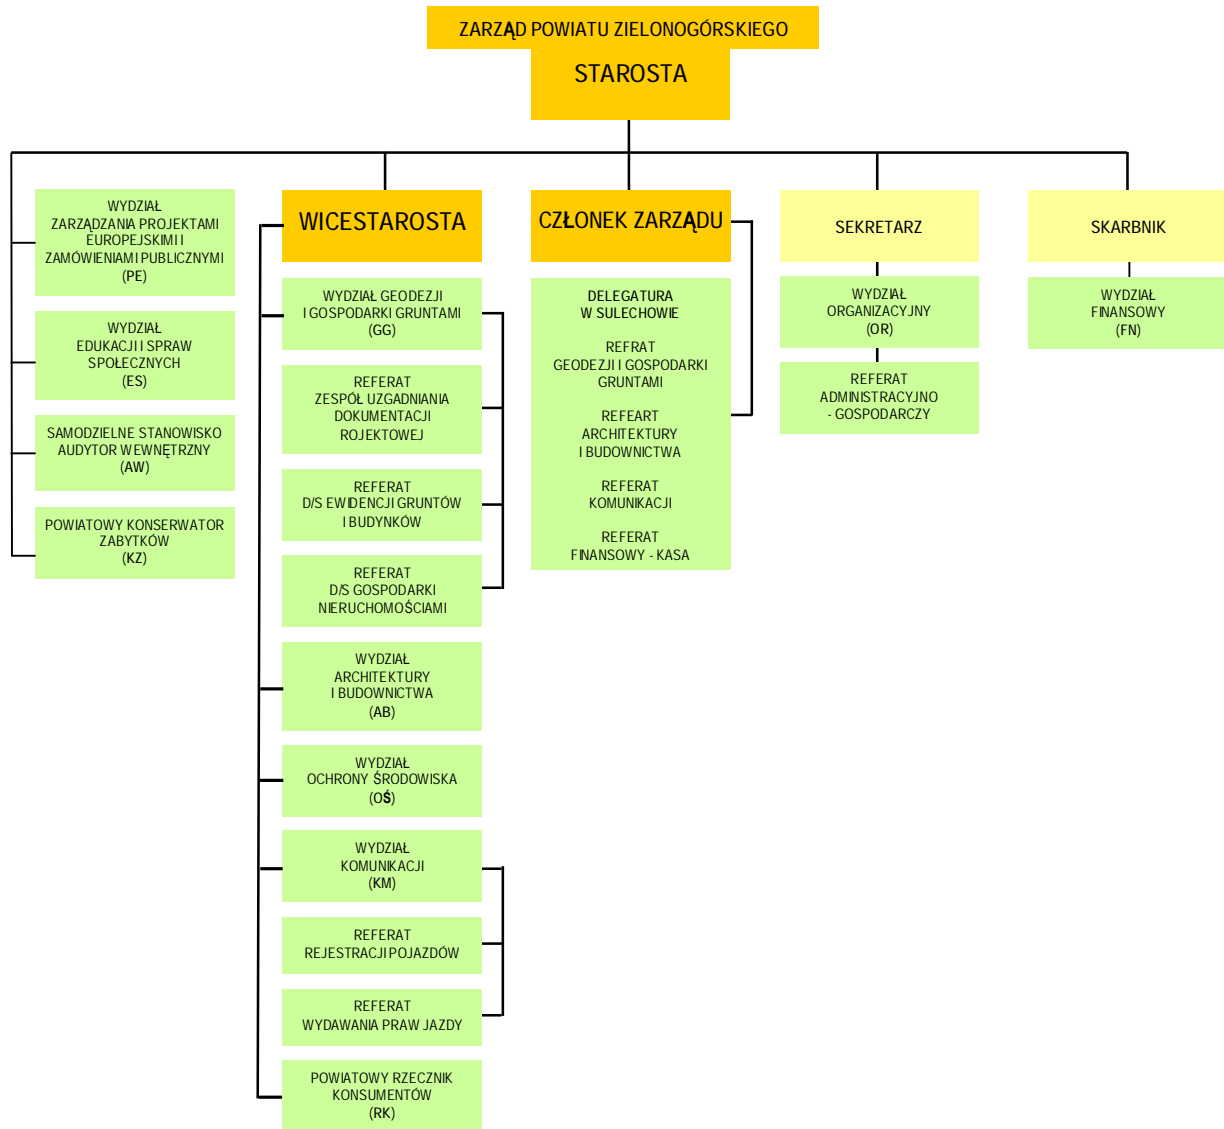 ZARZĄD POWIATU ZIELONOGÓRSKIEGO
STAROSTA
WYDZIAŁ
ZARZĄDZANIA PROJEKTAMI
EUROPEJSKIMI I
ZAMÓWIENIAMI PUBLICZNYMI
(PE)
WYDZIAŁ
EDUKACJI I SPRAW
SPOŁECZNYCH
(ES)
SAMODZIELNE STANOWISKO
AUDYTOR WEWNĘTRZNY
(AW)
POWIATOWY KONSERWATOR
ZABYTKÓW
(KZ)
WICESTAROSTA
WYDZIAŁ GEODEZJI
I GOSPODARKI GRUNTAMI
(GG)
REFERAT
ZESPÓŁ UZGADNIANIA
DOKUMENTACJI
ROJEKTOWEJ
REFERAT
D/S EWIDENCJI GRUNTÓW
I BUDYNKÓW
REFERAT
D/S GOSPODARKI
NIERUCHOMOŚCIAMI
WYDZIAŁ
ARCHITEKTURY
I BUDOWNICTWA
(AB)
WYDZIAŁ
OCHRONY ŚRODOWISKA
(OŚ)
WYDZIAŁ
KOMUNIKACJI
(KM)
REFERAT
REJESTRACJI POJAZDÓW
REFERAT
WYDAWANIA PRAW JAZDY
POWIATOWY RZECZNIK
KONSUMENTÓW
(RK)
CZŁONEK ZARZĄDU
DELEGATURA
W SULECHOWIE
REFRAT
GEODEZJI I GOSPODARKI
GRUNTAMI
REFEART
ARCHITEKTURY
I BUDOWNICTWA
REFERAT
KOMUNIKACJI
REFERAT
FINANSOWY - KASA
SEKRETARZ
WYDZIAŁ
ORGANIZACYJNY
(OR)
REFERAT
ADMINISTRACYJNO
- GOSPODARCZY
SKARBNIK
WYDZIAŁ
FINANSOWY
(FN)